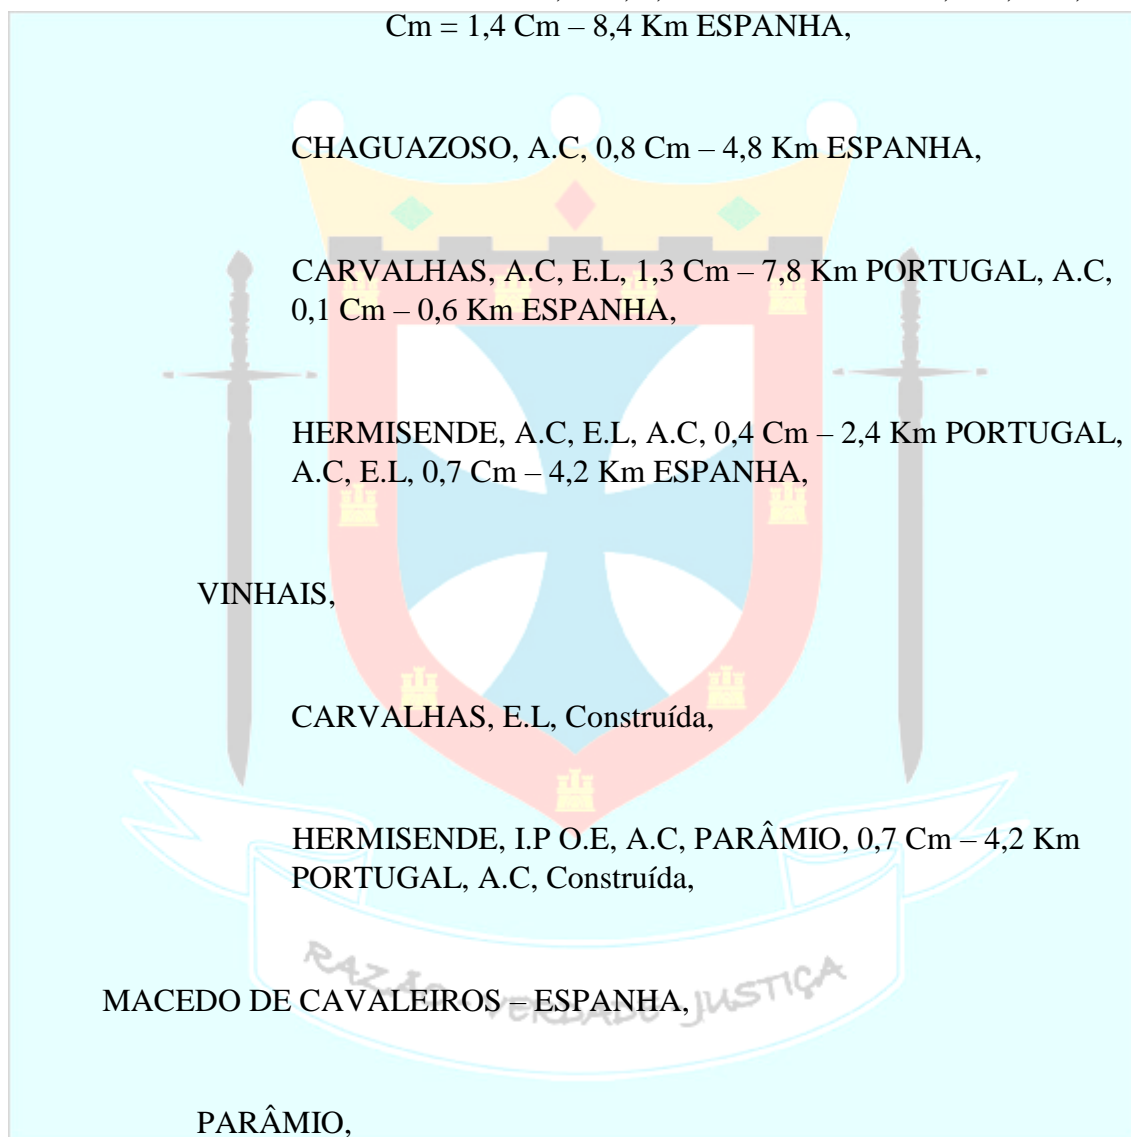 Cm = 1,4 Cm – 8,4 Km ESPANHA,
CHAGUAZOSO, A.C, 0,8 Cm – 4,8 Km ESPANHA,
CARVALHAS, A.C, E.L, 1,3 Cm – 7,8 Km PORTUGAL, A.C,
0,1 Cm – 0,6 Km ESPANHA,
HERMISENDE, A.C, E.L, A.C, 0,4 Cm – 2,4 Km PORTUGAL,
A.C, E.L, 0,7 Cm – 4,2 Km ESPANHA,
VINHAIS,
CARVALHAS, E.L, Construída,
HERMISENDE, I.P O.E, A.C, PARÂMIO, 0,7 Cm – 4,2 Km
PORTUGAL, A.C, Construída,
RAZÃO VERDADE JUSTIÇA
MACEDO DE CAVALEIROS – ESPANHA,
PARÂMIO,